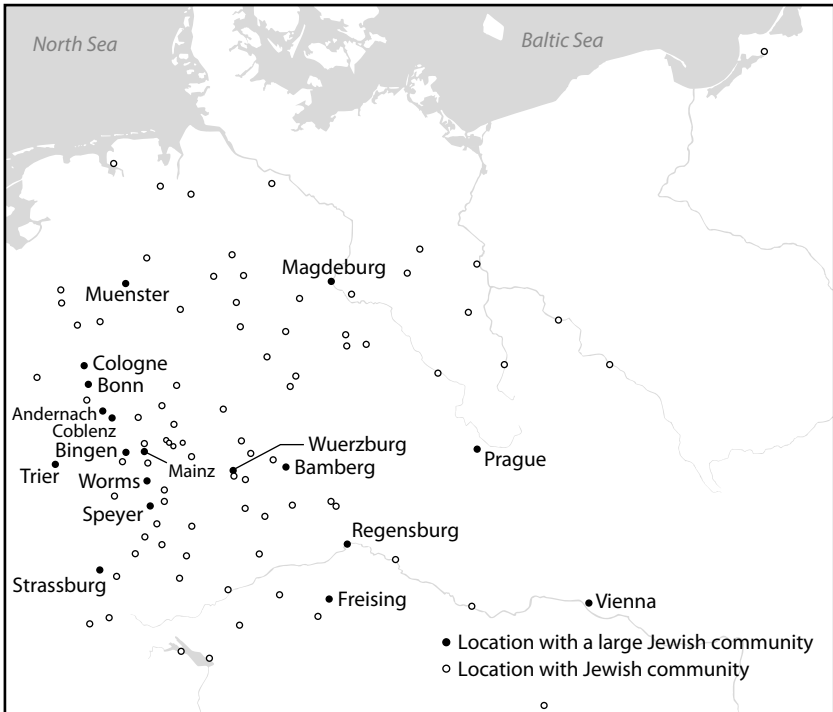 North Sea
Baltic Sea
Magdeburg
Muenster
Cologne
Bonn
Andernach
Coblenz
Wuerzburg
Bingen
Mainz
Bamberg
Prague
Trier
Worms
Speyer
Regensburg
Strassburg
Freising
Vienna
Location with a large Jewish community
Location with Jewish community